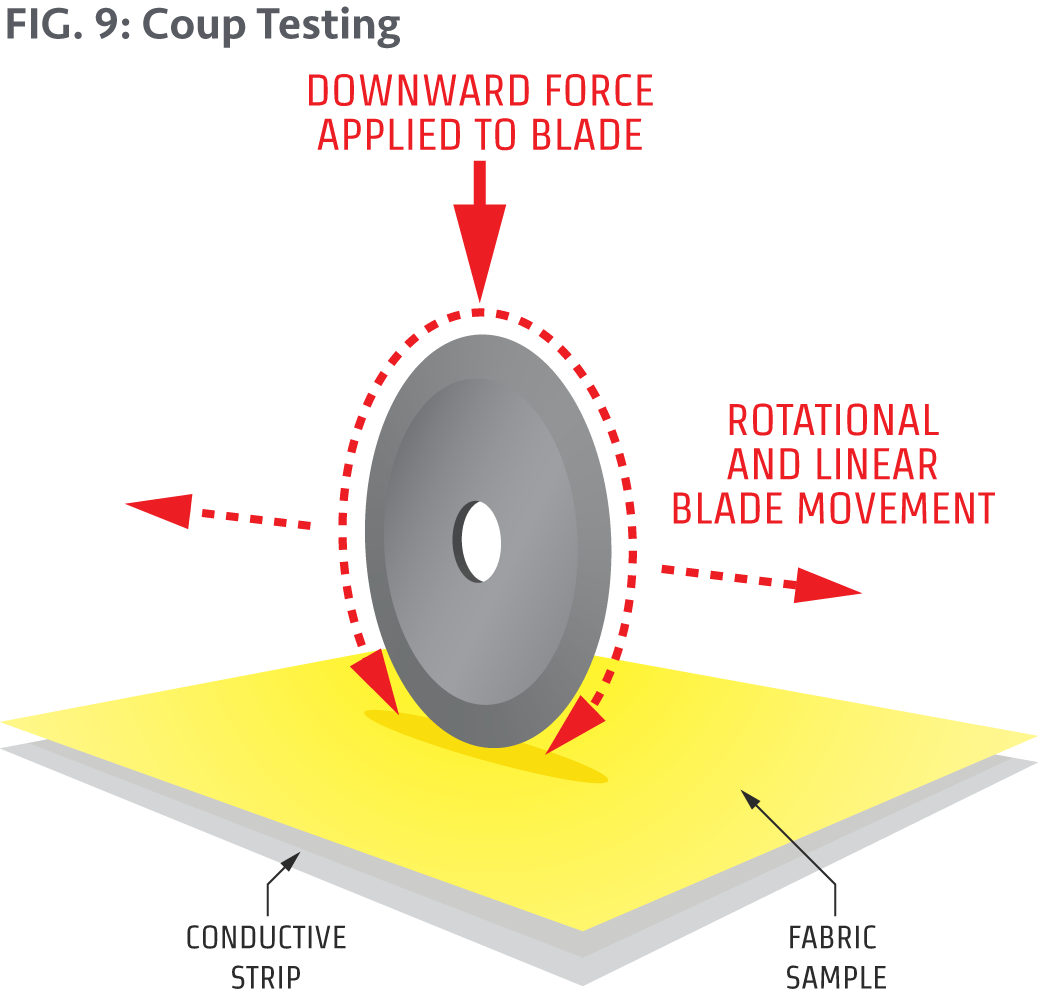 FIG. 9: Coup Testing
DOWNWARD FORCE
APPLIED TO BLADE
ROTATIONAL
AND LINEAR
BLADE MOVEMENT
CONDUCTIVE
STRIP
FABRIC
SAMPLE